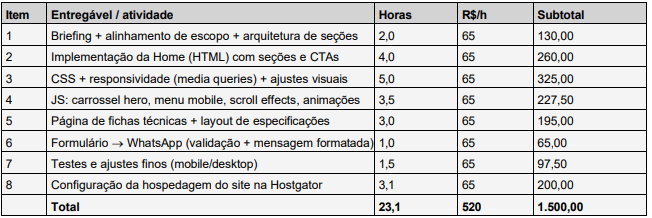 Item Entregável / atividade Horas R$/h Subtotal
1 Briefing + alinhamento de escopo + arquitetura de seções 2,0 65 130,00
2 Implementação da Home (HTML) com seções e CTAs 4,0 65 260,00
3 CSS + responsividade (media queries) + ajustes visuais 5,0 65 325,00
4 JS: carrossel hero, menu mobile, scroll effects, animações 3,5 65 227,50
5 Página de fichas técnicas + layout de especificações 3,0 65 195,00
6 Formulário → WhatsApp (validação + mensagem formatada) 1,0 65 65,00
7 Testes e ajustes finos (mobile/desktop) 1,5 65 97,50
8 Configuração da hospedagem do site na Hostgator 3,1 65 200,00
Total 23,1 520 1.500,00